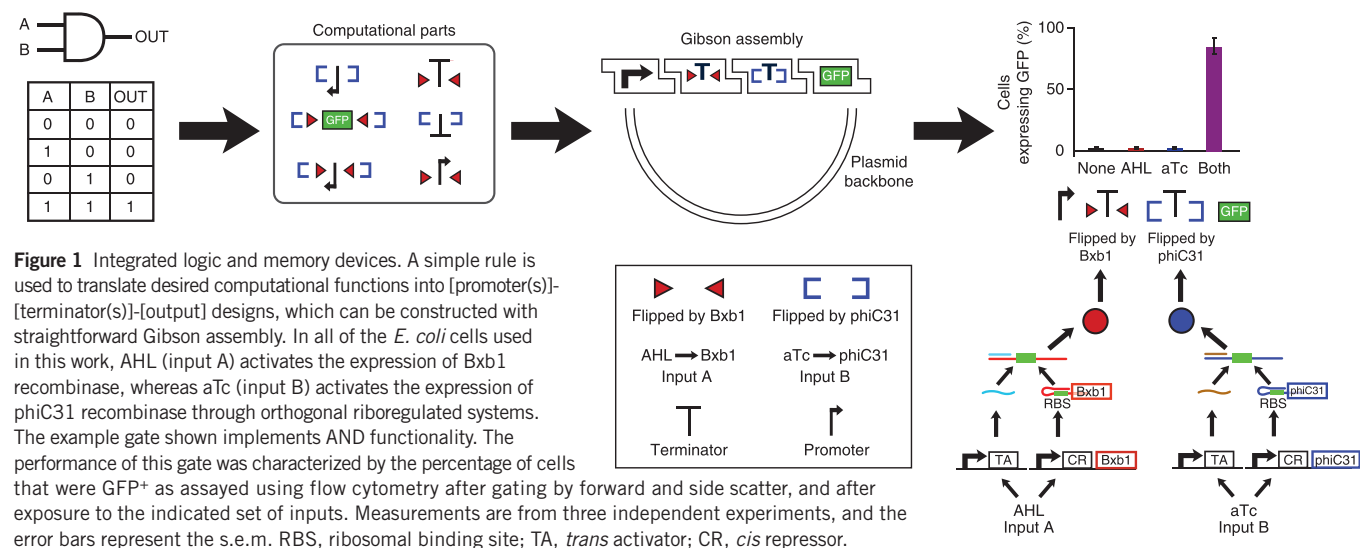 A
B
OUT
A B OUT
0 0 0
1 0 0
0 1 0
1 1 1
Computational parts
GFP
Gibson assembly
T T GFP
Plasmid
backbone
Cells
expressing GFP (%)
100
50
0
None AHL aTc Both
GFP
Flipped by
Bxb1
Flipped by
phiC31
RBS
Bxb1
RBS
phiC31
TA CR Bxb1
TA CR phiC31
AHL
Input A
aTc
Input B
Flipped by Bxb1
Flipped by phiC31
AHL Bxb1
Input A
aTc phiC31
Input B
Terminator
Promoter
Figure 1 Integrated logic and memory devices. A simple rule is
used to translate desired computational functions into [promoter(s)]-
[terminator(s)]-[output] designs, which can be constructed with
straightforward Gibson assembly. In all of the E. coli cells used
in this work, AHL (input A) activates the expression of Bxb1
recombinase, whereas aTc (input B) activates the expression of
phiC31 recombinase through orthogonal riboregulated systems.
The example gate shown implements AND functionality. The
performance of this gate was characterized by the percentage of cells
that were GFP+ as assayed using flow cytometry after gating by forward and side scatter, and after
exposure to the indicated set of inputs. Measurements are from three independent experiments, and the
error bars represent the s.e.m. RBS, ribosomal binding site; TA, trans activator; CR, cis repressor.